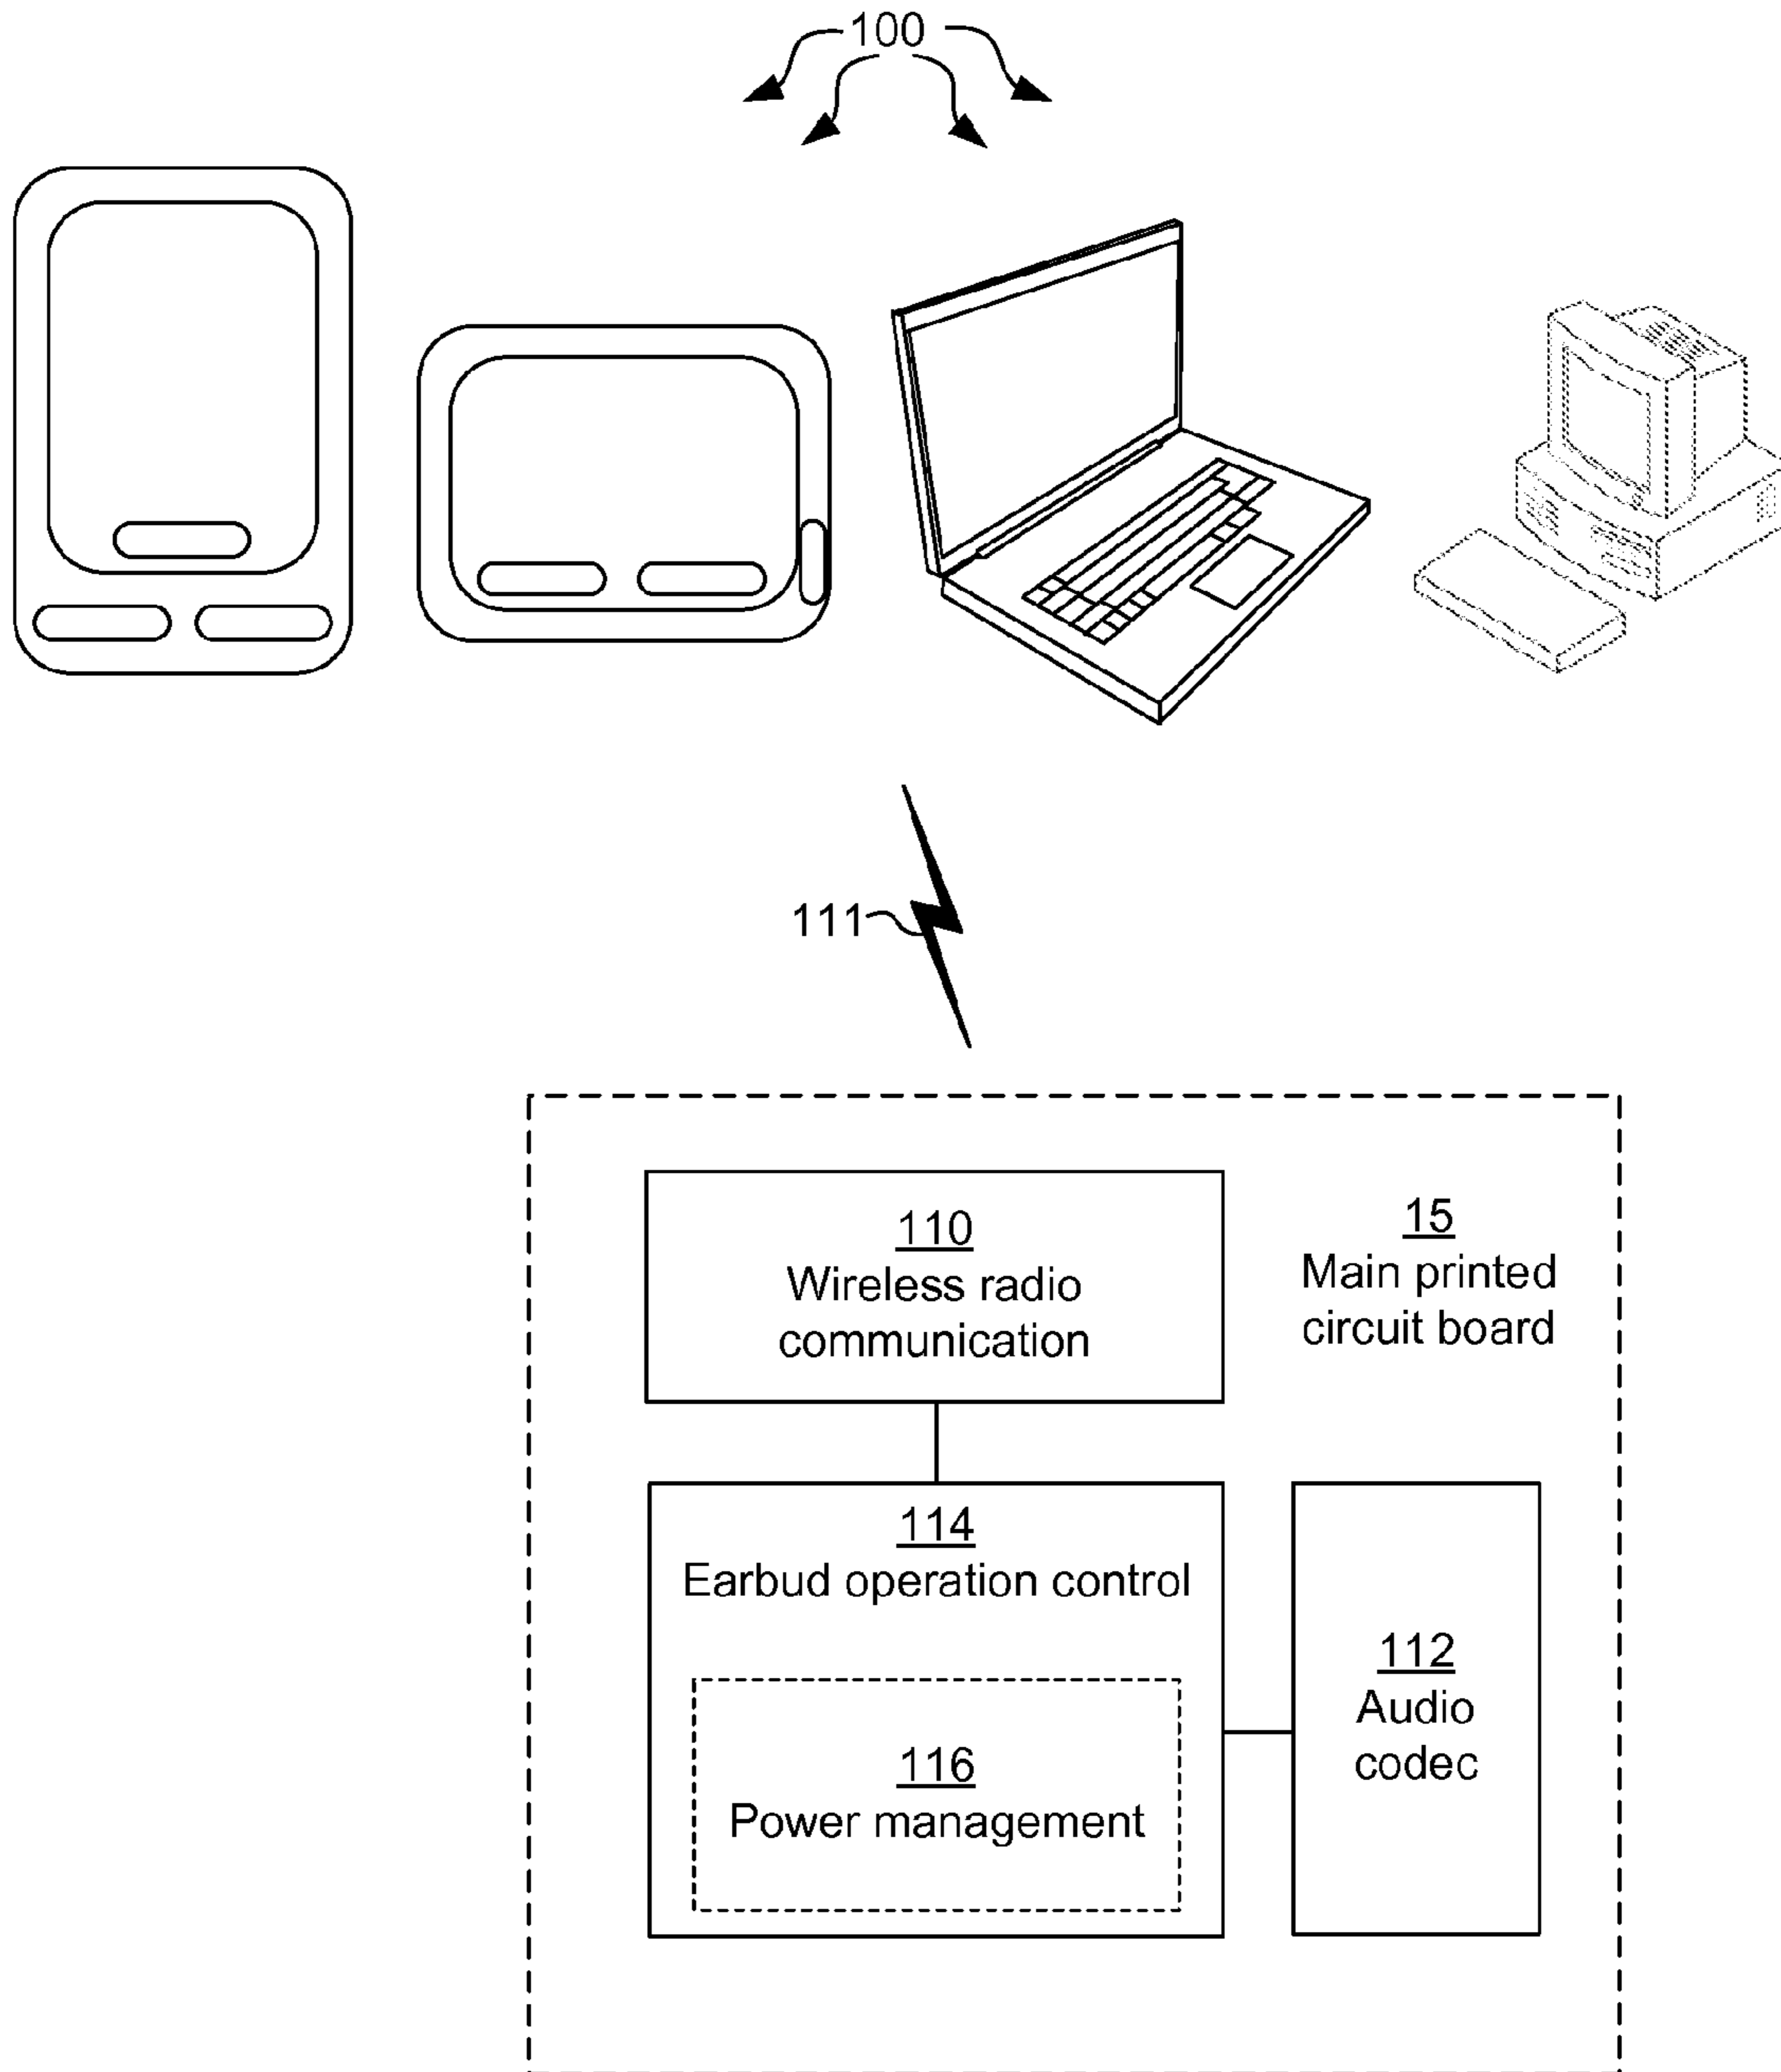 100
111
110
Wireless radio
communication
15
Main printed
circuit board
114
Earbud operation control
112
Audio
codec
116
Power management